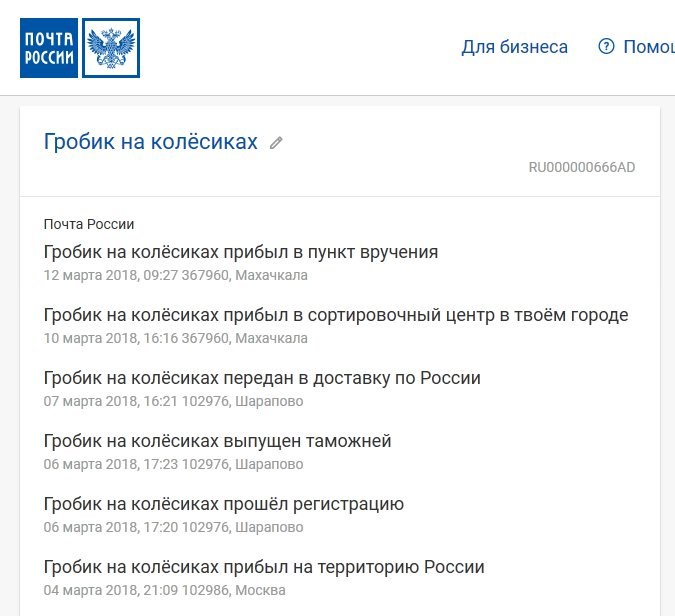 ПОЧТА
РОССИИ
Для бизнеса
? Помощ
Гробик на колёсиках
RU000000666AD
Почта России
Гробик на колёсиках прибыл в пункт вручения
12 марта 2018, 09:27 367960, Махачкала
Гробик на колёсиках прибыл в сортировочный центр в твоём городе
10 марта 2018, 16:16 367960, Махачкала
Гробик на колёсиках передан в доставку по России
07 марта 2018, 16:21 102976, Шарапово
Гробик на колёсиках выпущен таможней
06 марта 2018, 17:23 102976, Шарапово
Гробик на колёсиках прошёл регистрацию
06 марта 2018, 17:20 102976, Шарапово
Гробик на колёсиках прибыл на территорию России
04 марта 2018, 21:09 102986, Москва